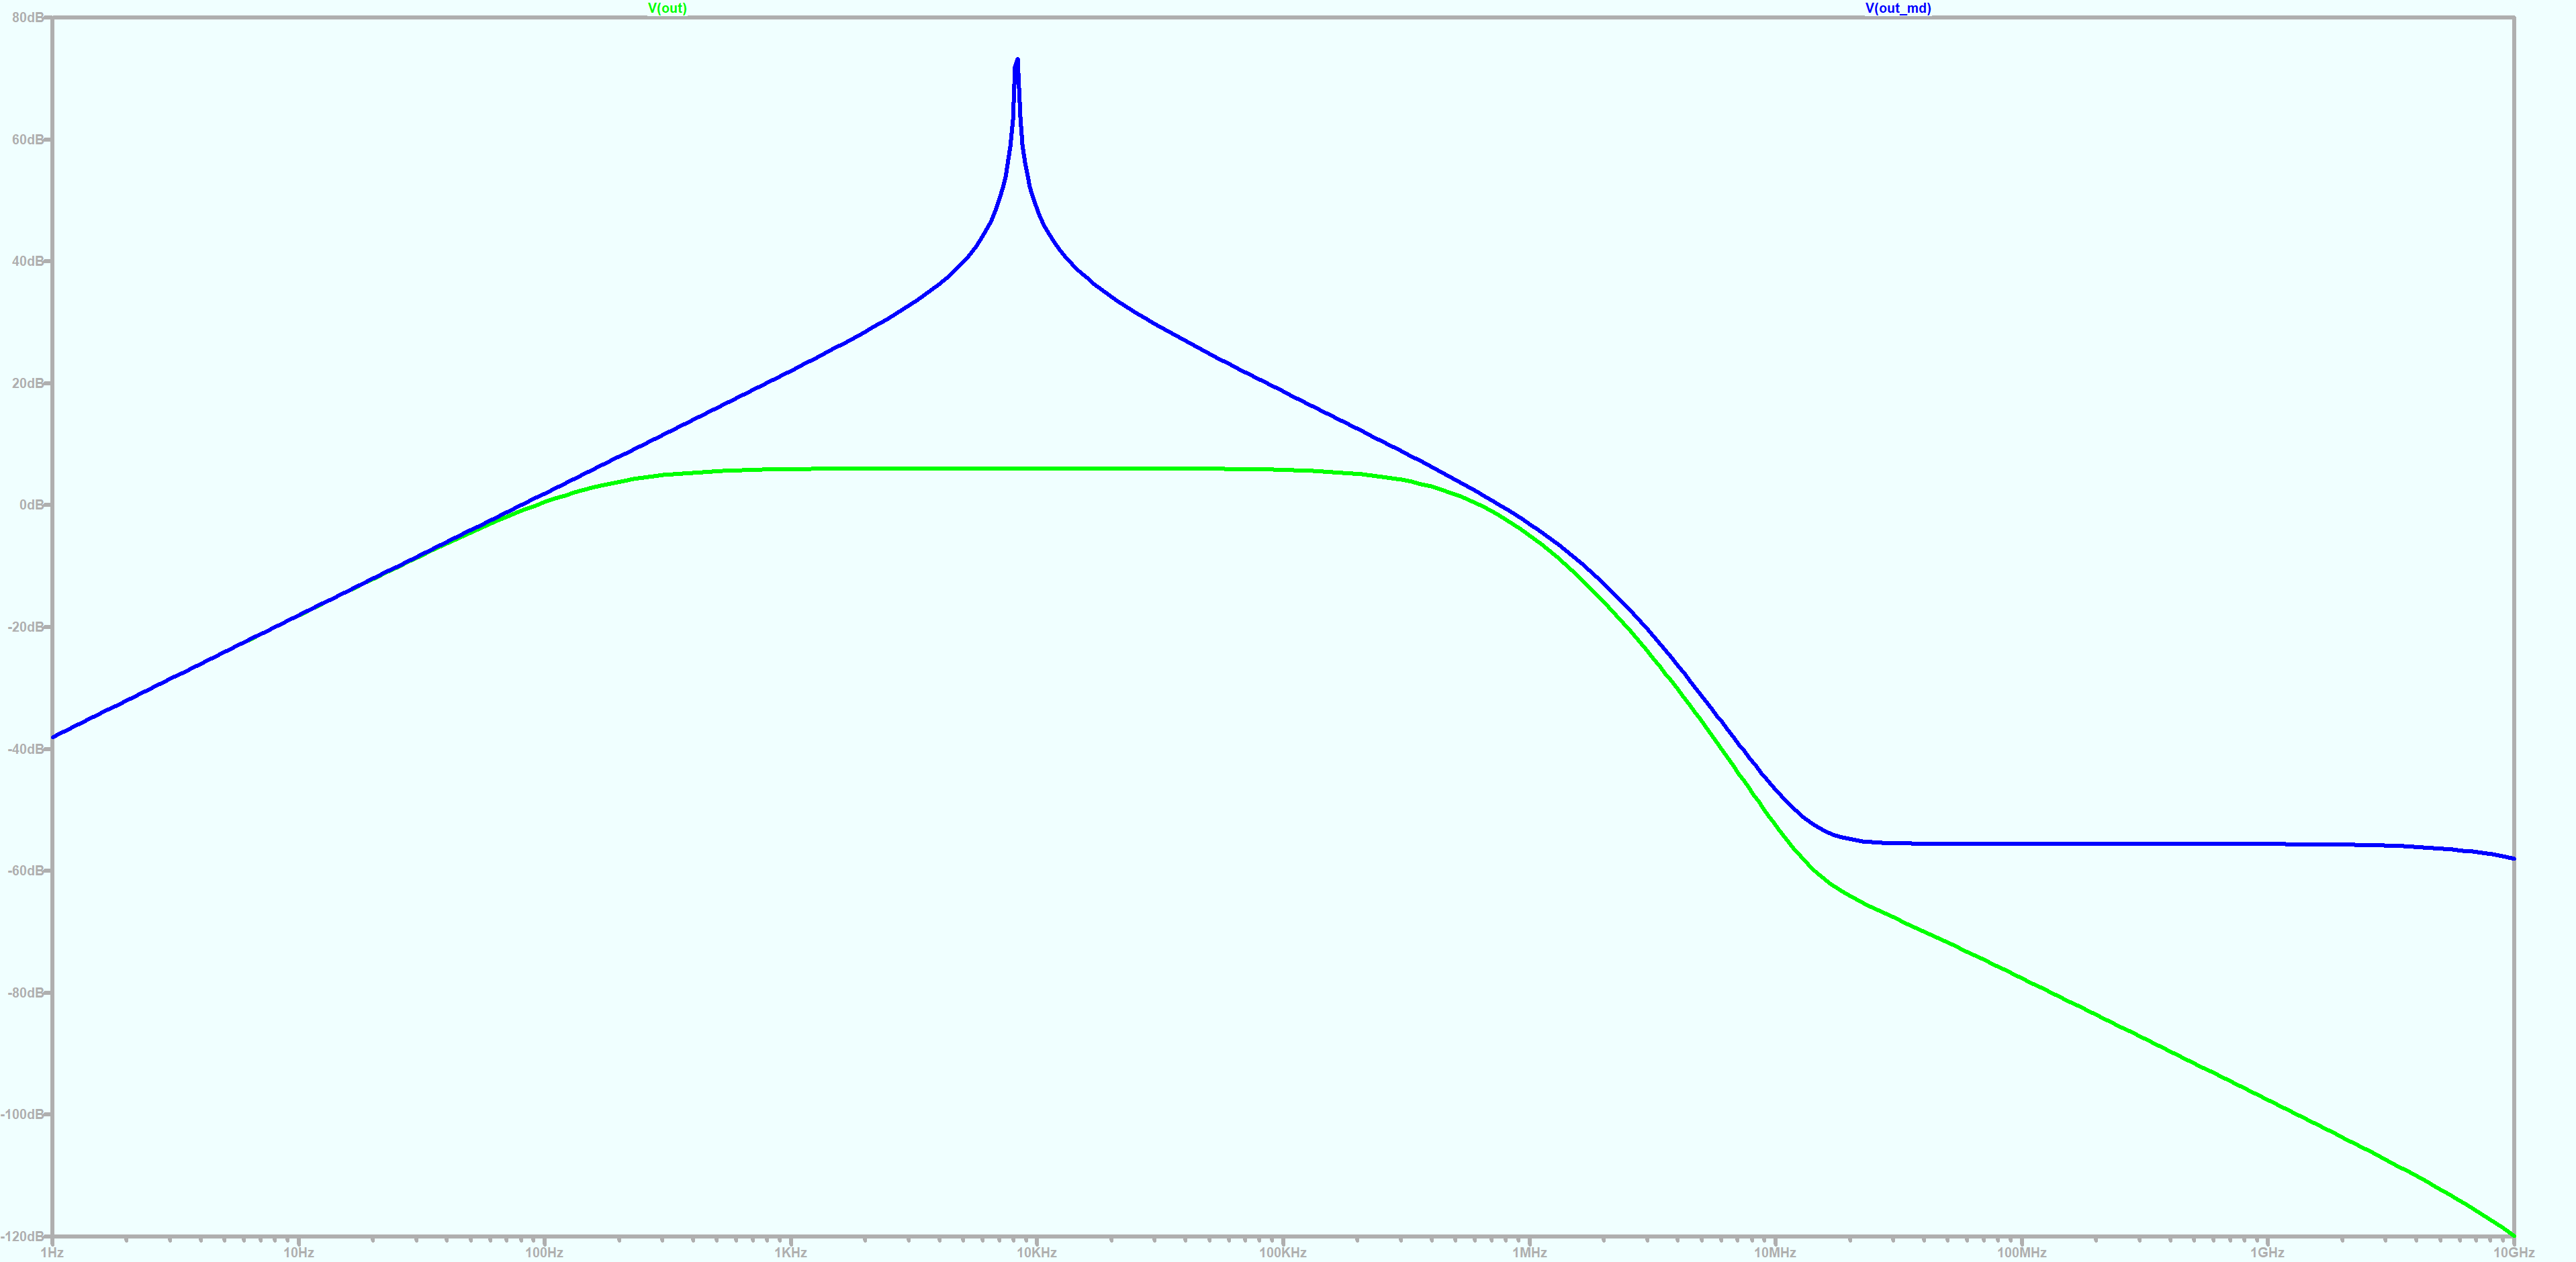 V(out) V(out_md)
80dB
60dB
40dB
20dB
0dB
-20dB
-40dB
-60dB
-80dB
-100dB
-120dB
1Hz 10Hz 100Hz 1KHz 10KHz 100KHz 1MHz 10MHz 100MHz 1GHz 10GHz